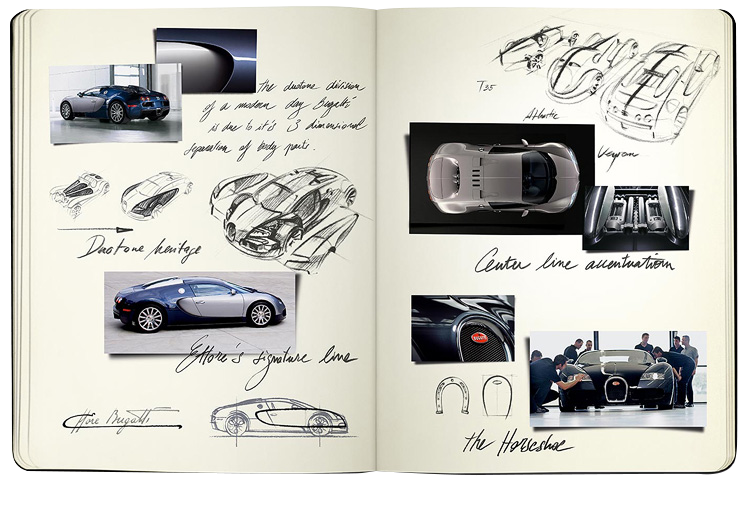 the duotone division
of a modern day Bugatti
is due to it's 3 dimensional
separation of body parts.
Duotone heritage
Ettore's signature line
Ettore Bugatti
T35
Atlantic
Veyron
Center line accentuation
the Horseshoe